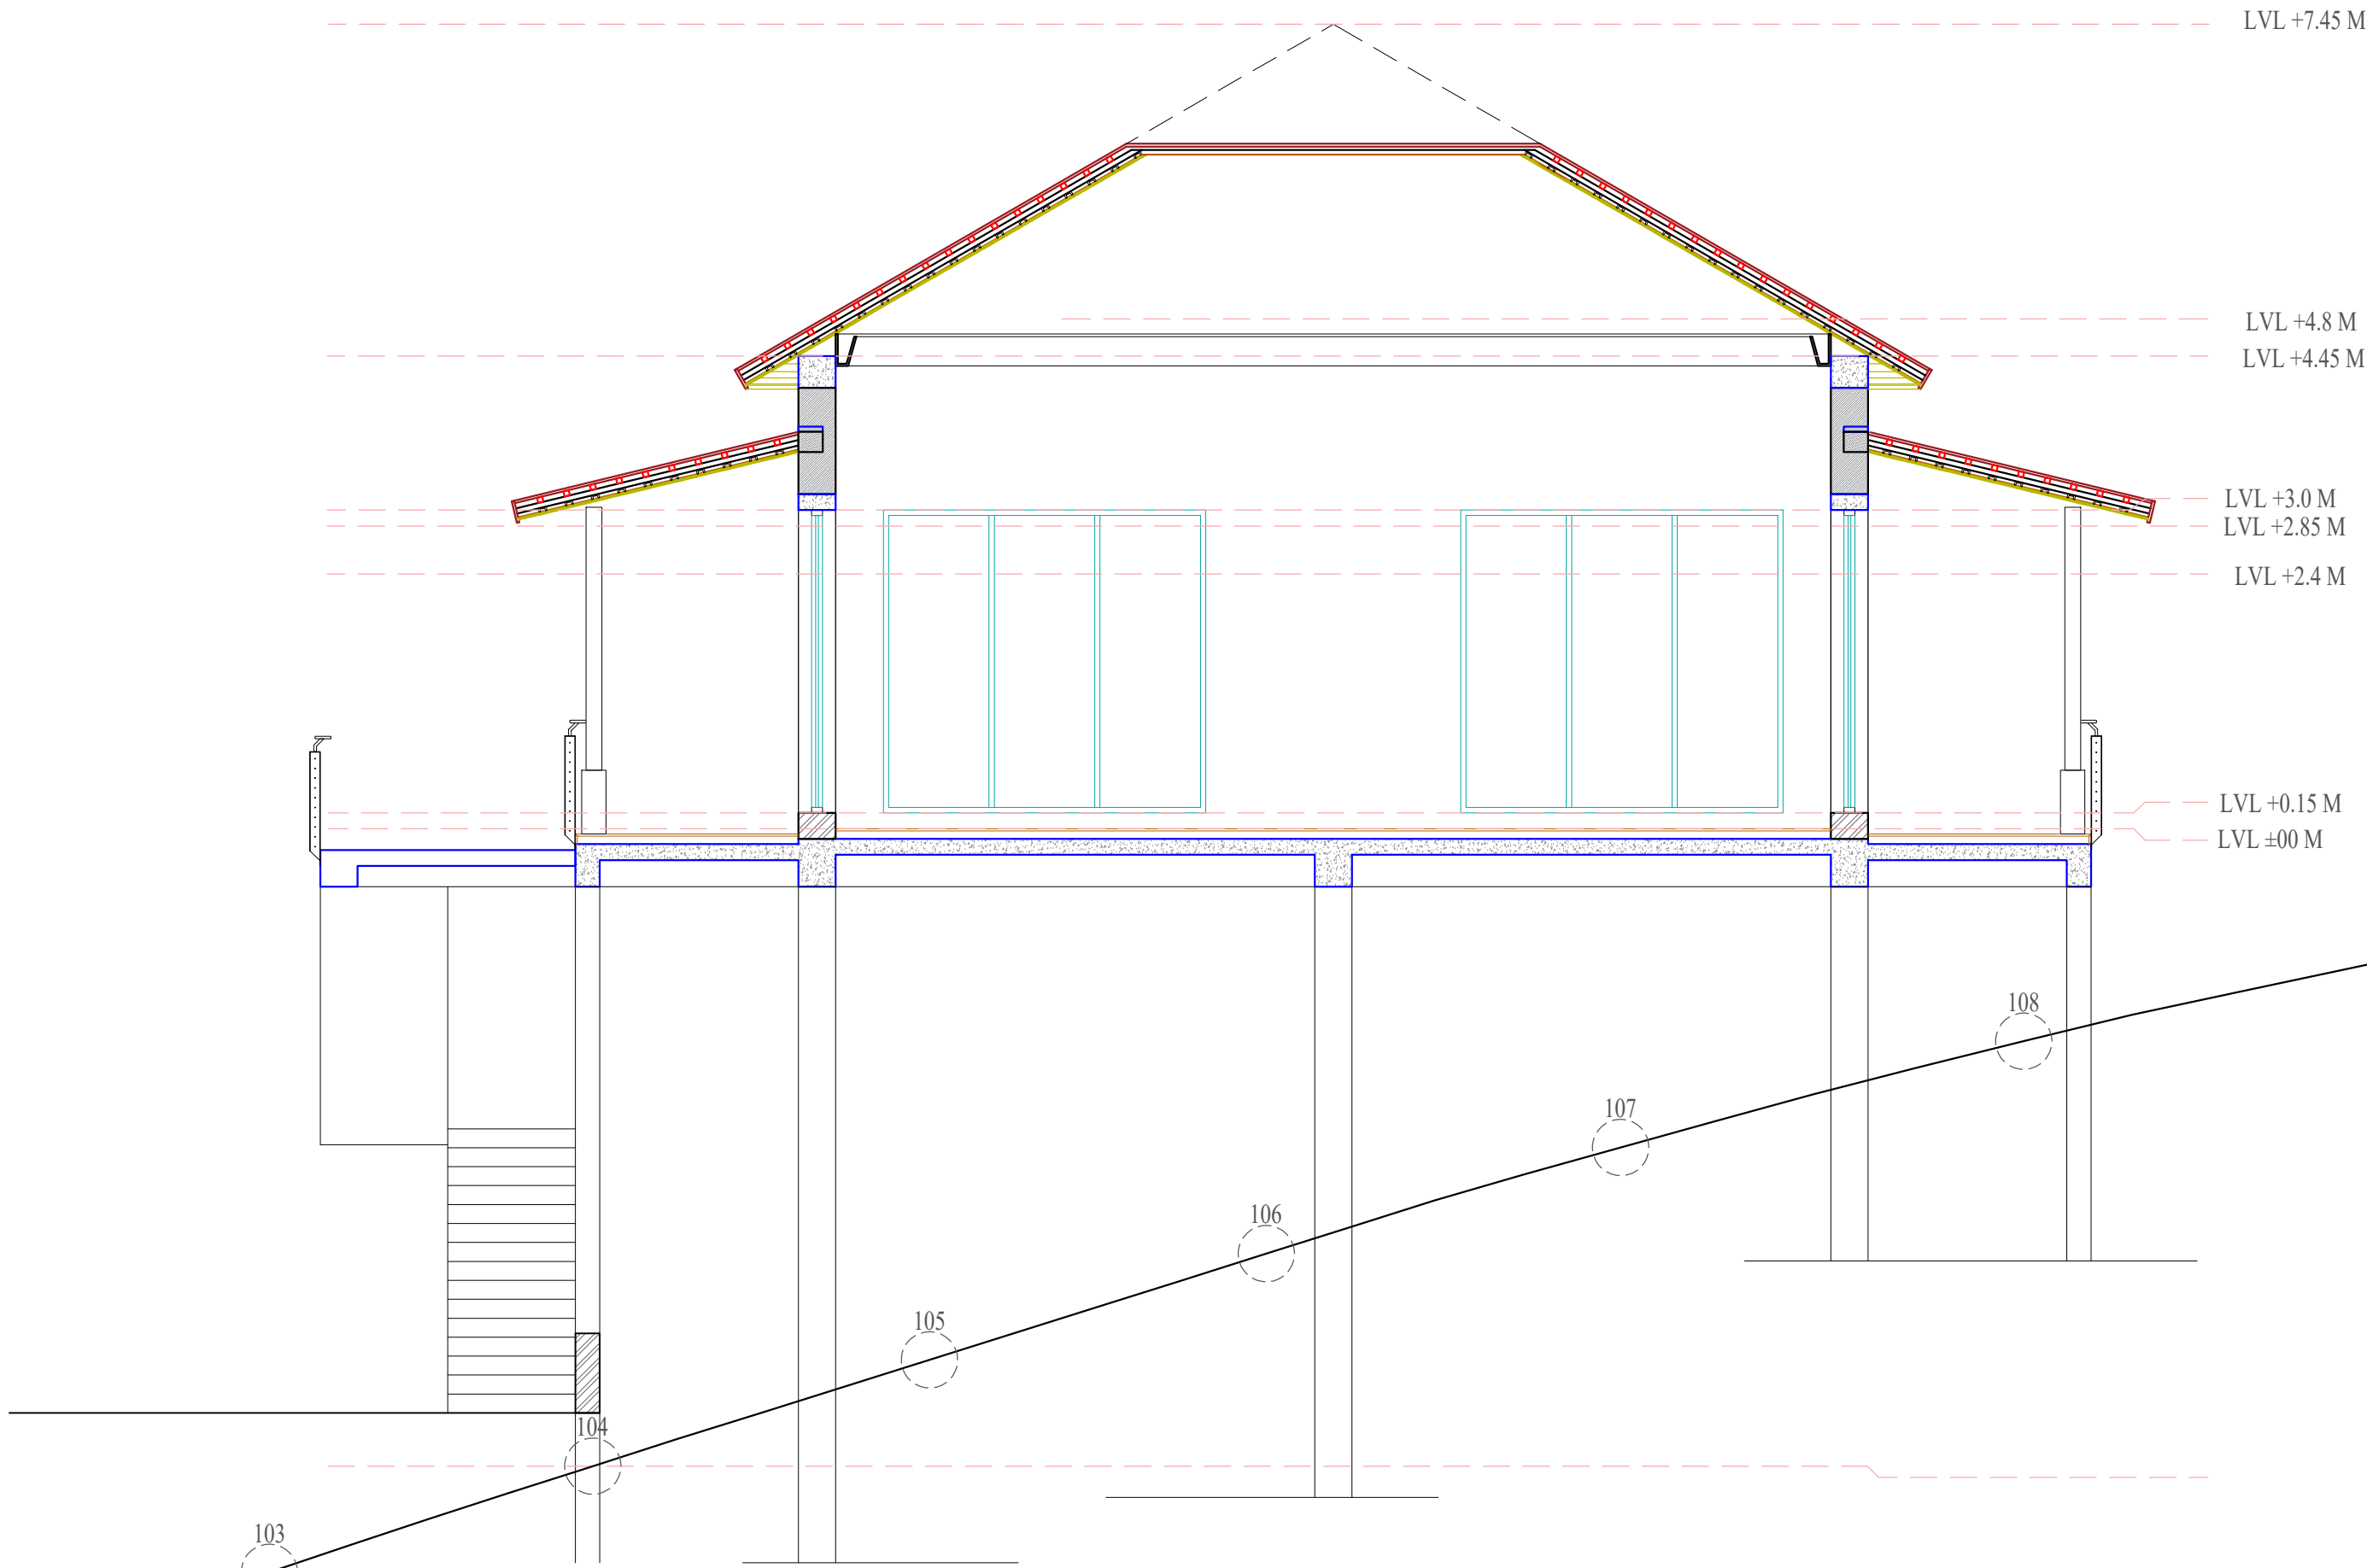 LVL +7.45 M
LVL +4.8 M
LVL +4.45 M
LVL +3.0 M
LVL +2.85 M
LVL +2.4 M
LVL +0.15 M
LVL ±00 M
108
107
106
105
104
103